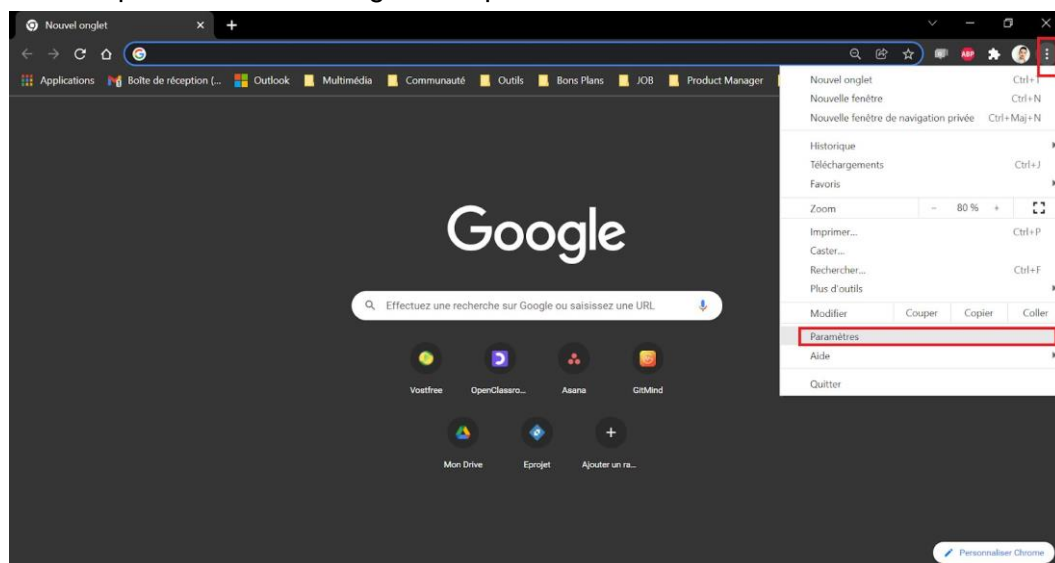 Nouvel onglet
Applications Boîte de réception (... Outlook Multimédia Communauté Outils Bons Plans JOB Product Manager
ABP
Nouvel onglet Ctrl+T
Nouvelle fenêtre Ctrl+N
Nouvelle fenêtre de navigation privée Ctrl+Maj+N
Historique
Téléchargements Ctrl+J
Favoris
Zoom - 80 % +
Imprimer... Ctrl+P
Caster...
Rechercher... Ctrl+F
Plus d'outils
Modifier Couper Copier Coller
Paramètres
Aide
Quitter
Google
Effectuez une recherche sur Google ou saisissez une URL
Vostfree OpenClassro... Asana GitMind
Mon Drive Eprojet Ajouter un ra...
Personnaliser Chrome